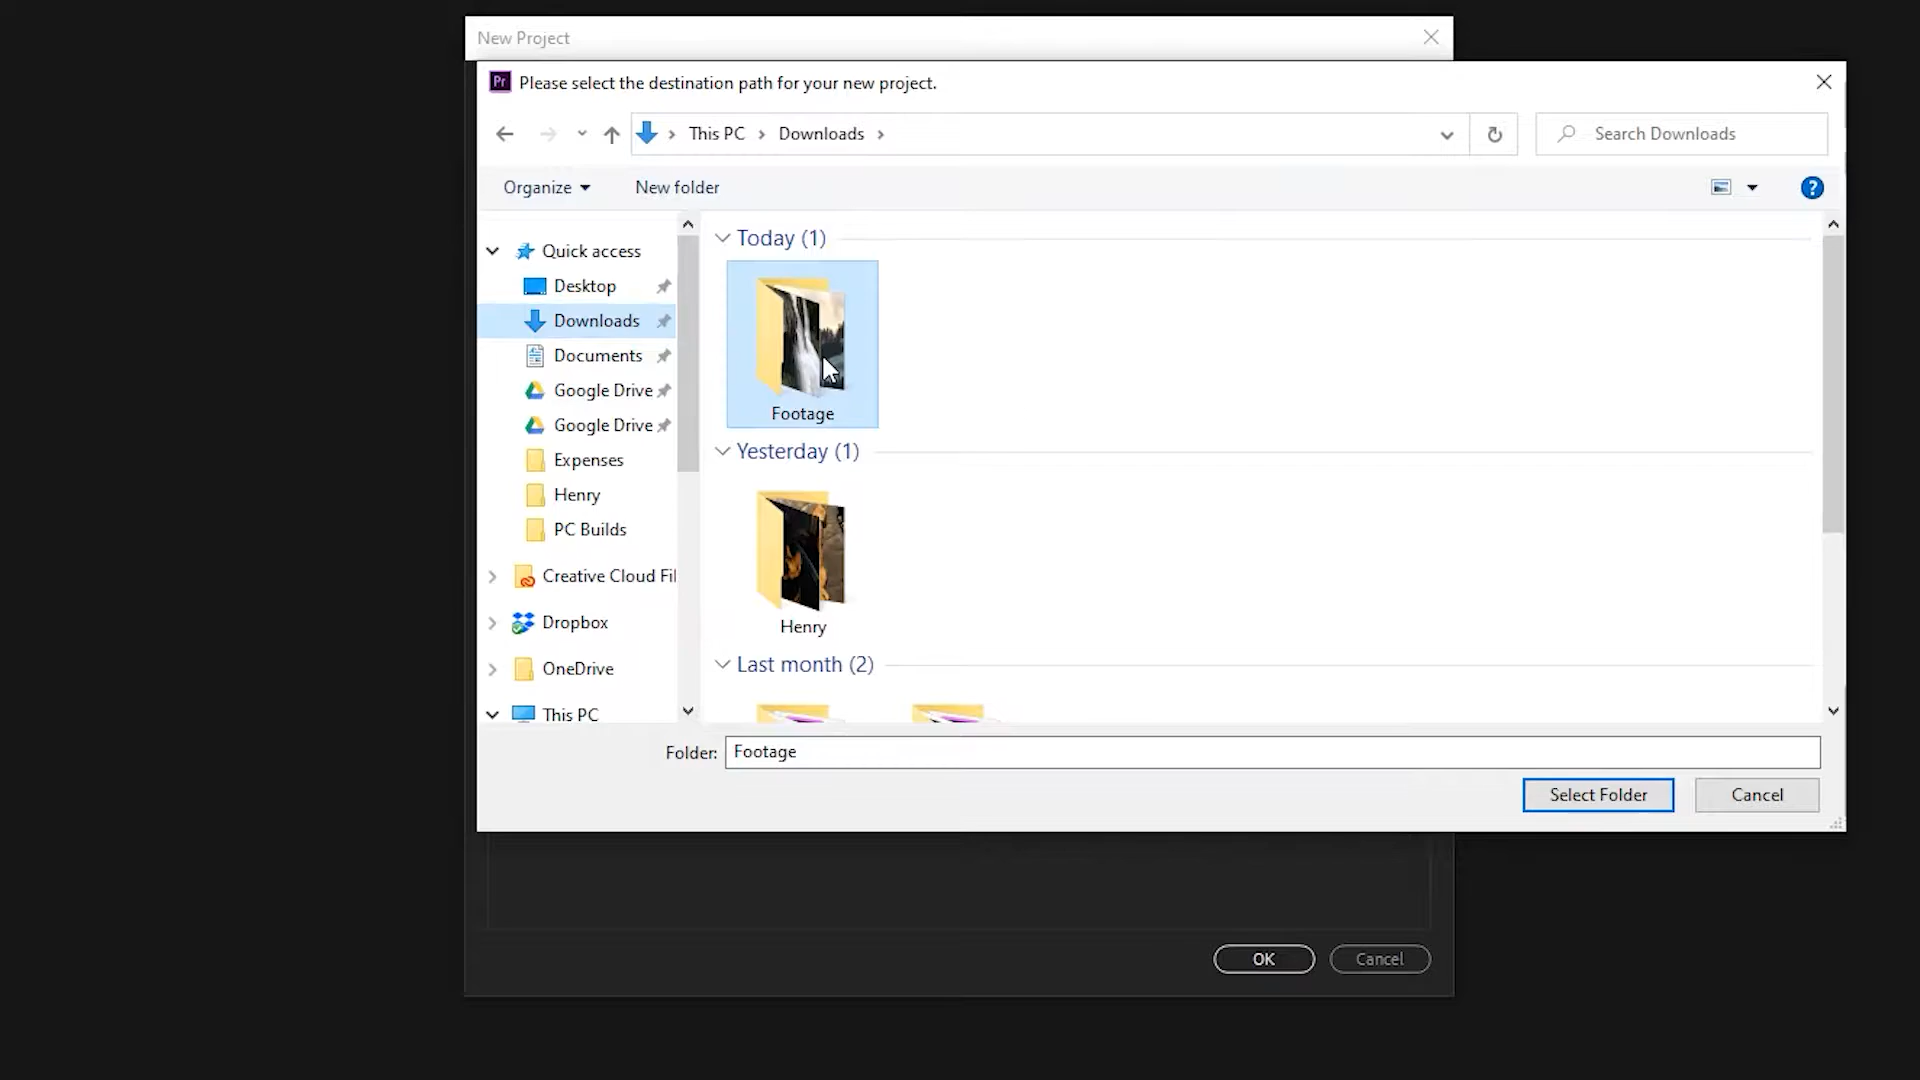 New Project
Pr Please select the destination path for your new project.
This PC Downloads
Search Downloads
Organize
New folder
?
Quick access
Desktop
Downloads
Documents
Google Drive
Google Drive
Expenses
Henry
PC Builds
Creative Cloud Fil
Dropbox
OneDrive
This PC
Today (1)
Footage
Yesterday (1)
Henry
Last month (2)
Folder: Footage
Select Folder
Cancel
OK
Cancel